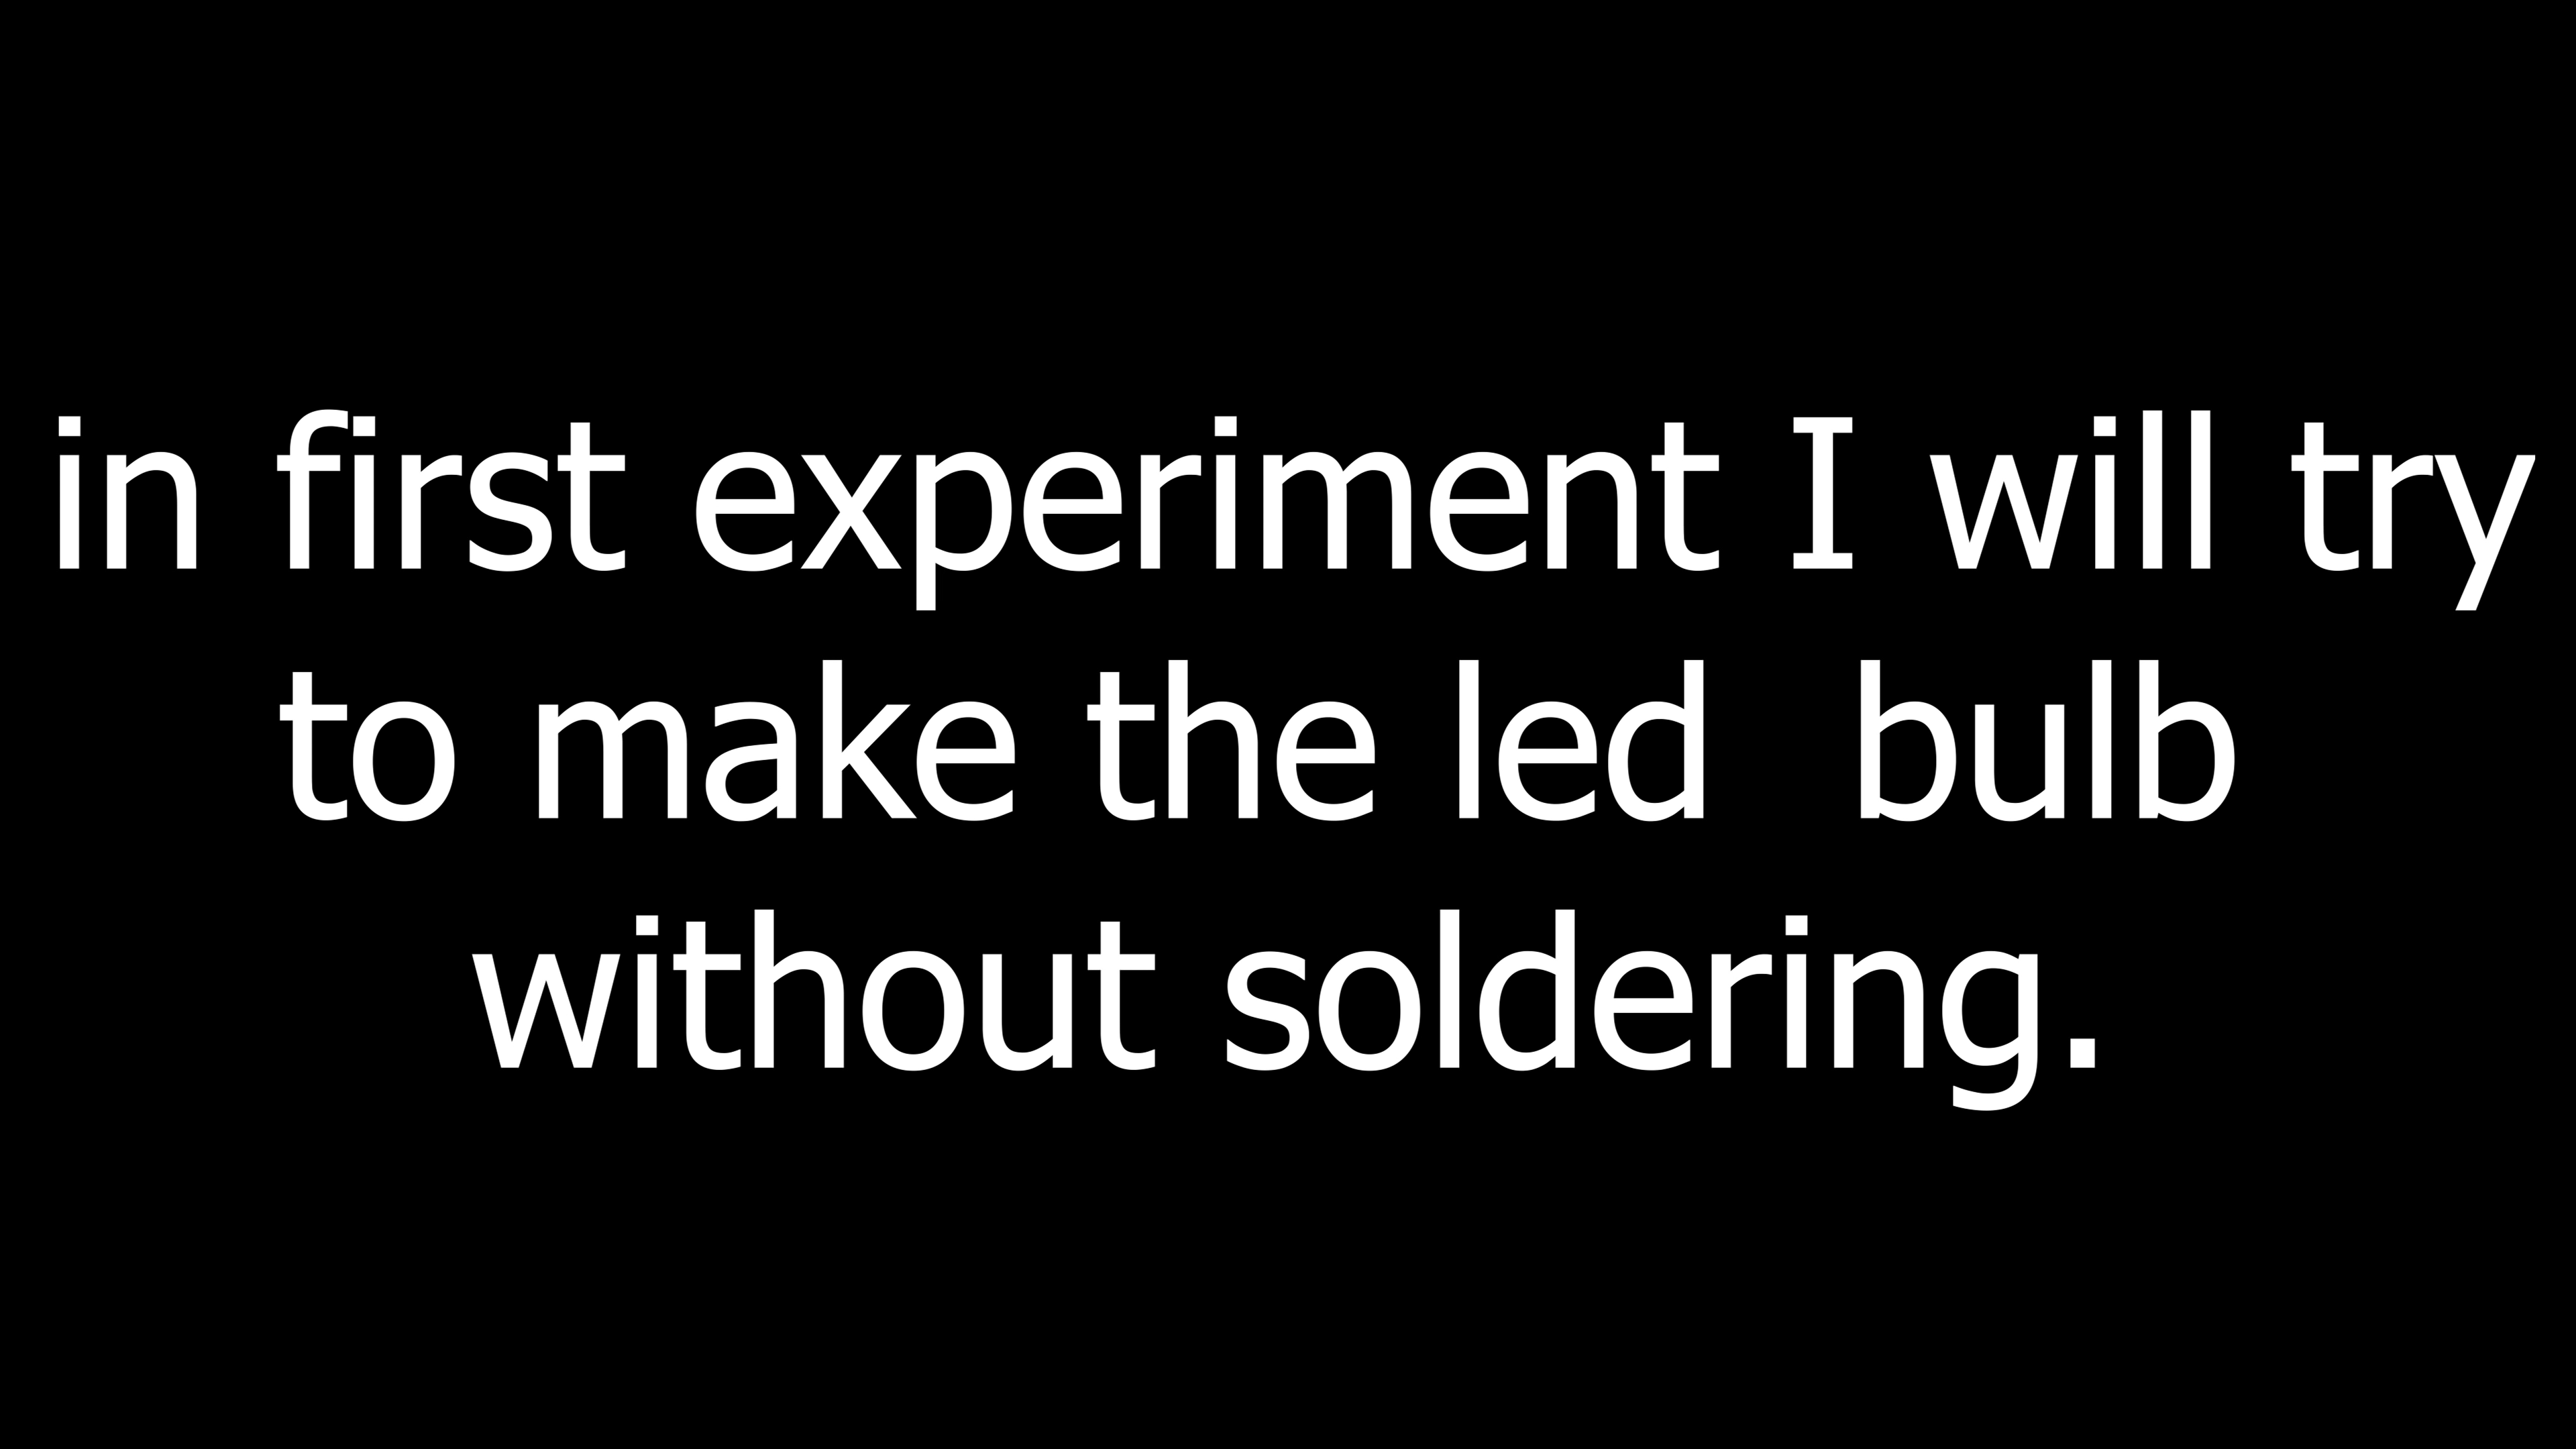 in first experiment I will try
to make the led  bulb
without soldering.